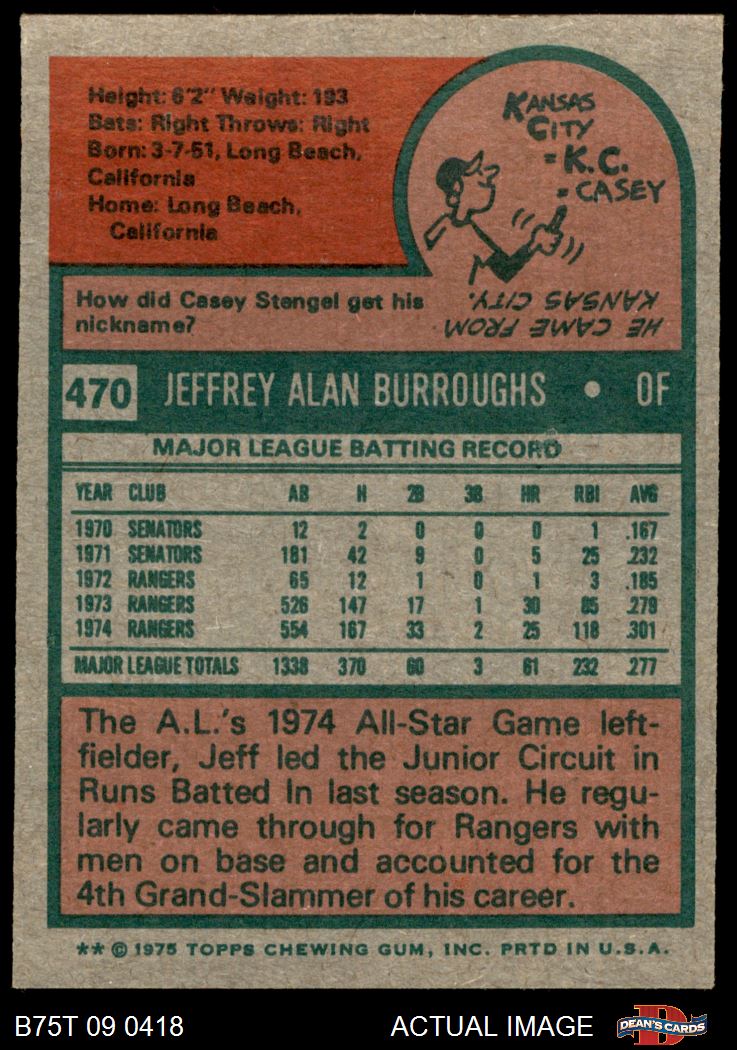 Height: 6'2" Weight: 193
Bats: Right Throws: Right
Born: 3-7-51, Long Beach,
California
Home: Long Beach,
California
KANSAS
CITY
= K.C.
= CASEY
How did Casey Stengel get his
nickname?
HE CAME FROM
KANSAS CITY.
470 JEFFREY ALAN BURROUGHS • OF
MAJOR LEAGUE BATTING RECORD
YEAR CLUB AB H 2B 3B HR RBI AVG
1970 SENATORS 12 2 0 0 0 1 .167
1971 SENATORS 181 42 9 0 5 25 .232
1972 RANGERS 65 12 1 0 1 3 .185
1973 RANGERS 526 147 17 1 30 85 .279
1974 RANGERS 554 167 33 2 25 118 .301
MAJOR LEAGUE TOTALS 1338 370 60 3 61 232 .277
The A.L.'s 1974 All-Star Game left-
fielder, Jeff led the Junior Circuit in
Runs Batted In last season. He regu-
larly came through for Rangers with
men on base and accounted for the
4th Grand-Slammer of his career.
** © 1975 TOPPS CHEWING GUM, INC. PRTD IN U.S.A.
B75T 09 0418 ACTUAL IMAGE D DEAN'S CARDS